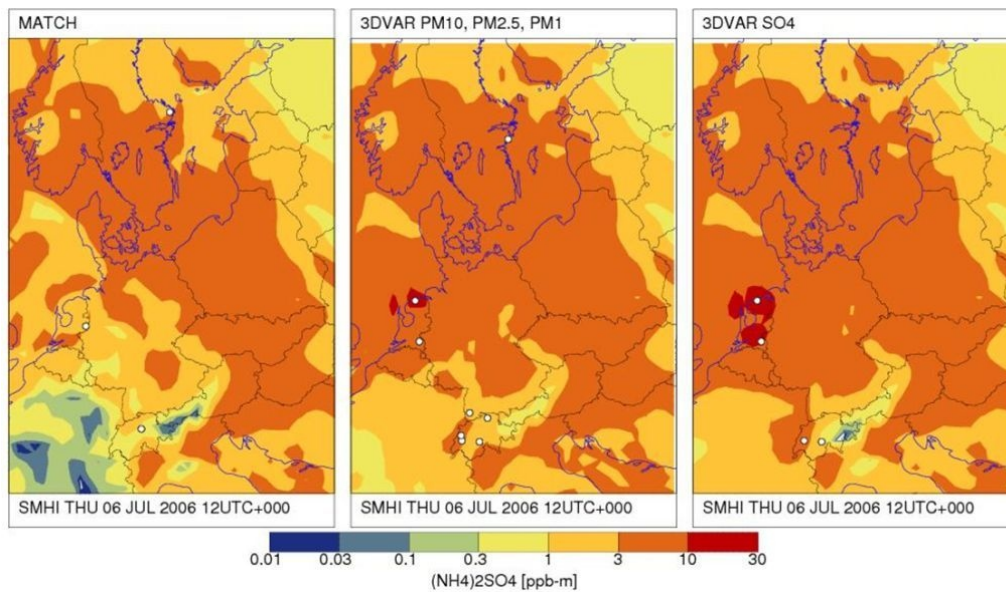 MATCH
3DVAR PM10, PM2.5, PM1
3DVAR SO4
SMHI THU 06 JUL 2006 12UTC+000
SMHI THU 06 JUL 2006 12UTC+000
SMHI THU 06 JUL 2006 12UTC+000
0.01 0.03 0.1 0.3 1 3 10 30
(NH4)2SO4 [ppb-m]